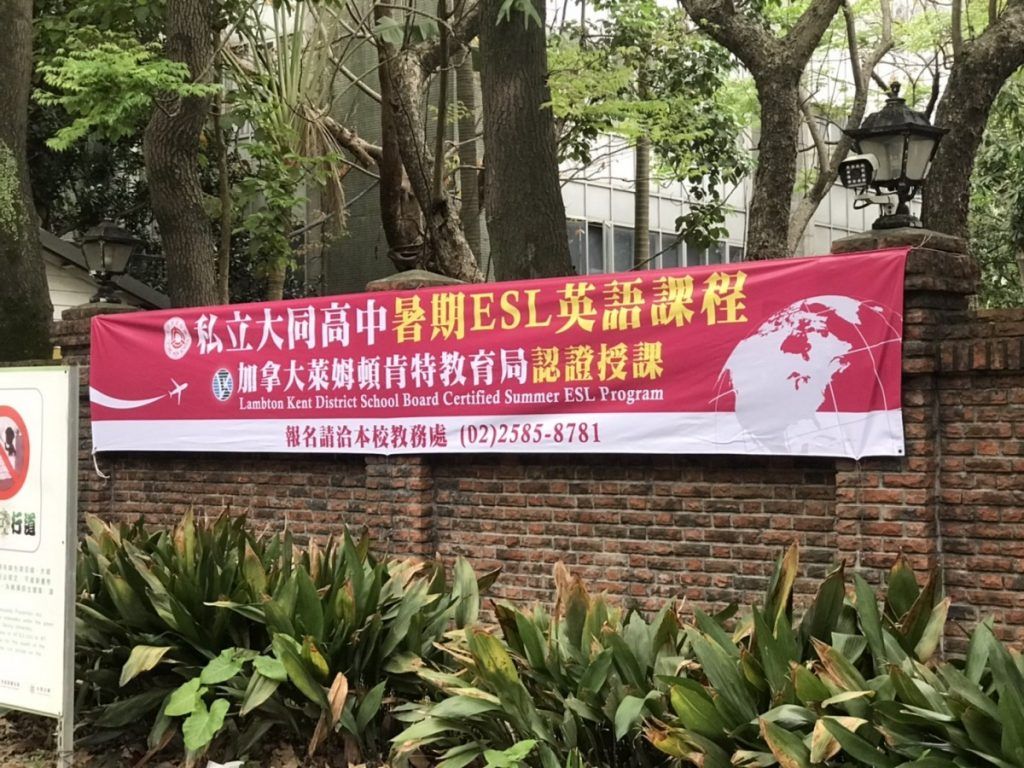 私立大同高中暑期ESL英語課程
加拿大萊姆頓肯特教育局認證授課
Lambton Kent District School Board Certified Summer ESL Program
報名請洽本校教務處 (02)2585-8781
行道